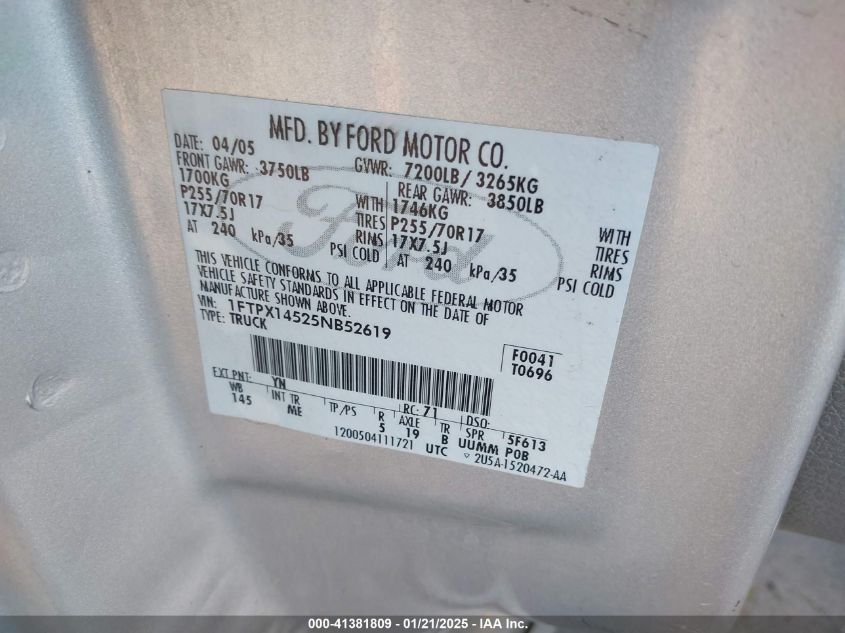 MFD. BY FORD MOTOR CO.
DATE: 04/05 GVWR: 7200LB/ 3265KG
FRONT GAWR: 3750LB REAR GAWR: 3850LB
1700KG WITH 1746KG WITH
P255/70R17 TIRES P255/70R17 TIRES
17X7.5J RIMS 17X7.5J RIMS
AT 240 kPa/35 PSI COLD AT 240 kPa/35 PSI COLD
THIS VEHICLE CONFORMS TO ALL APPLICABLE FEDERAL MOTOR
VEHICLE SAFETY STANDARDS IN EFFECT ON THE DATE OF
MANUFACTURE SHOWN ABOVE.
VIN: 1FTPX14525NB52619
TYPE: TRUCK
F0041
T0696
EXT PNT: YN RC: 71 DSO:
WB INT TR TP/PS R AXLE TR SPR 5F613
145 ME 5 19 B UUMM P0B
1200504111721 UTC ▽ 2U5A-1520472-AA
Ford
000-41381809 / 01/21/2025 - IAA Inc.